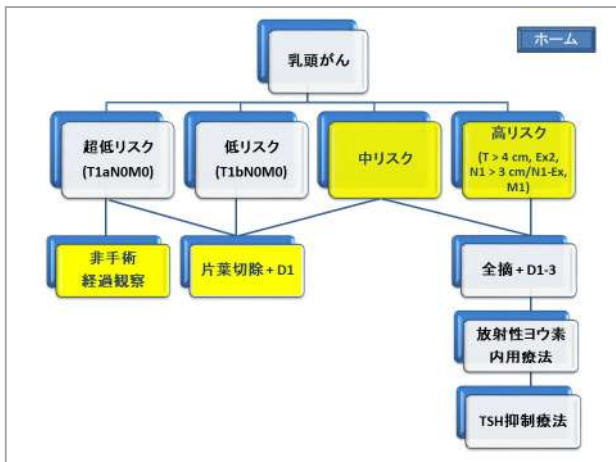 ホーム
乳頭がん
超低リスク
(T1aN0M0)
低リスク
(T1bN0M0)
中リスク
高リスク
(T > 4 cm, Ex2,
N1 > 3 cm/N1-Ex,
M1)
非手術
経過観察
片葉切除 + D1
全摘 + D1-3
放射性ヨウ素
内用療法
TSH抑制療法